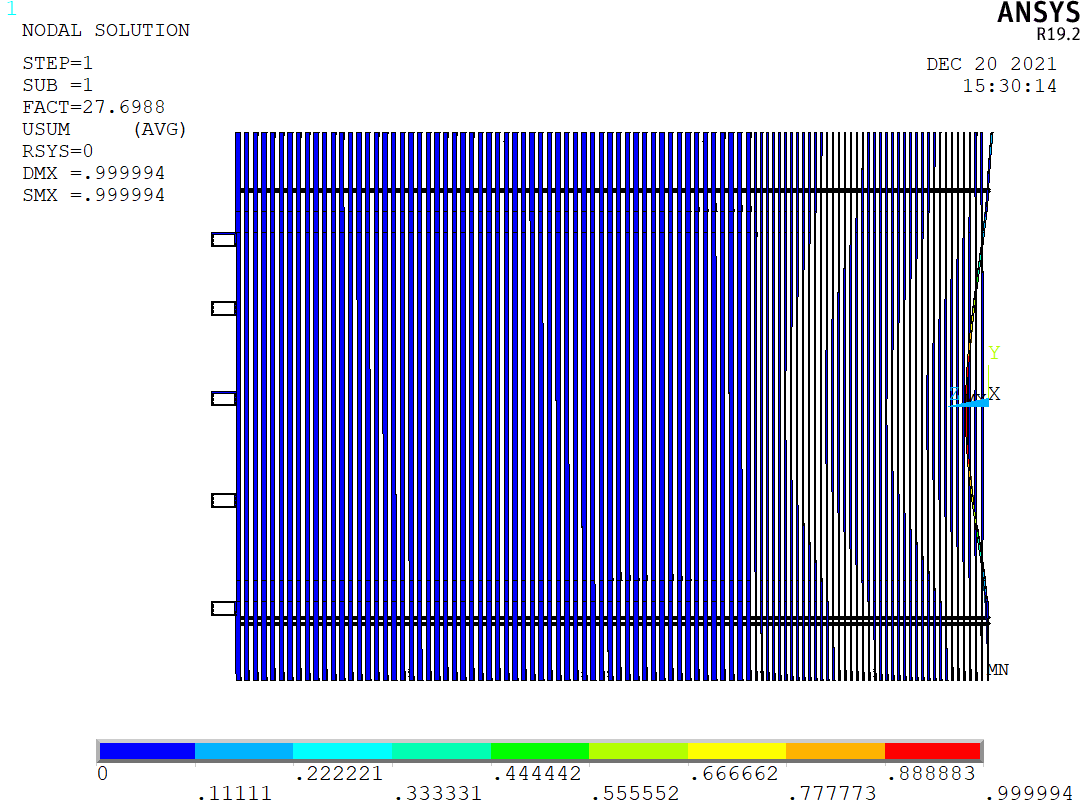 1
ANSYS
R19.2
NODAL SOLUTION
STEP=1
SUB =1
FACT=27.6988
USUM (AVG)
RSYS=0
DMX =.999994
SMX =.999994
DEC 20 2021
15:30:14
Y
Z
X
MN
0
.11111
.222221
.333331
.444442
.555552
.666662
.777773
.888883
.999994